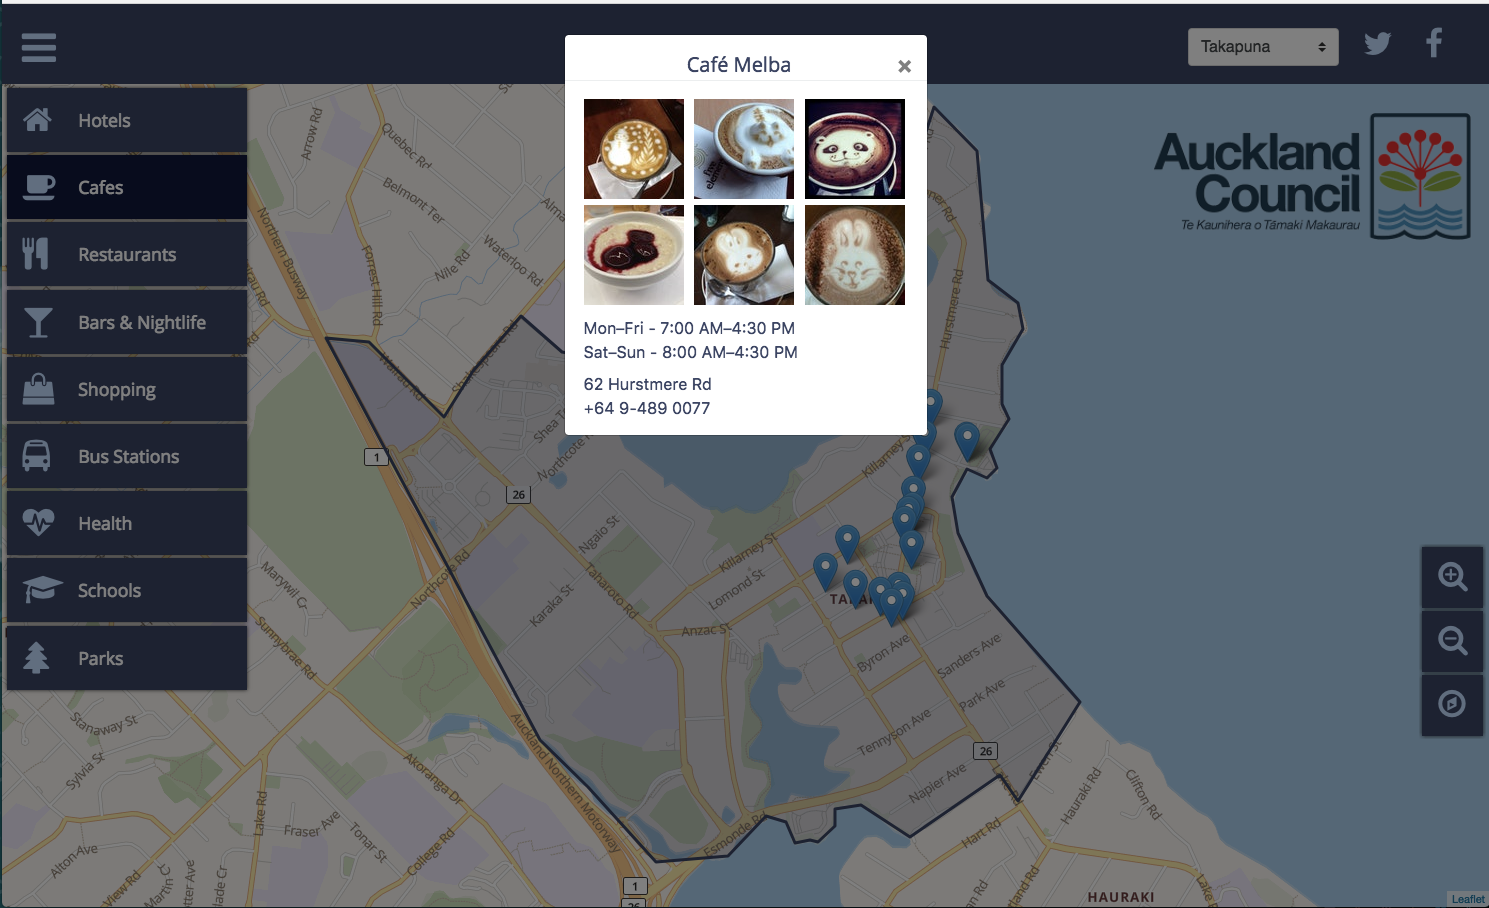 Café Melba
×
Takapuna
Hotels
Cafes
Restaurants
Bars & Nightlife
Shopping
Bus Stations
Health
Schools
Parks
Mon–Fri - 7:00 AM–4:30 PM
Sat–Sun - 8:00 AM–4:30 PM
62 Hurstmere Rd
+64 9-489 0077
Auckland
Council
Te Kaunihera o Tāmaki Makaurau
Arrow Rd
Quebec Rd
Belmont Ter
Northern Busway
Forrest Hill Rd
Nile Rd
Waterloo Rd
Wairau Rd
Shakespeare Rd
Hurstmere Rd
Northcote
1
26
Killarney S
Ngaio St
Killarney St
Lomond St
Taharoto Rd
Karaka St
Northcote Rd
Anzac St
Marywil Cr
Sunnybrae Rd
Byron Ave
Sanders Ave
Park Ave
Tennyson Ave
26
Napier Ave
Stanaway St
Sylvia St
Auckland Northern Motorway
Akoranga Dr
Esmonde Rd
Lake Rd
Fraser Ave
Tonar St
College Rd
Alton Ave
View Rd
Hauraki Rd
Clifton Rd
Hart Rd
1
26
HAURAKI
Leaflet